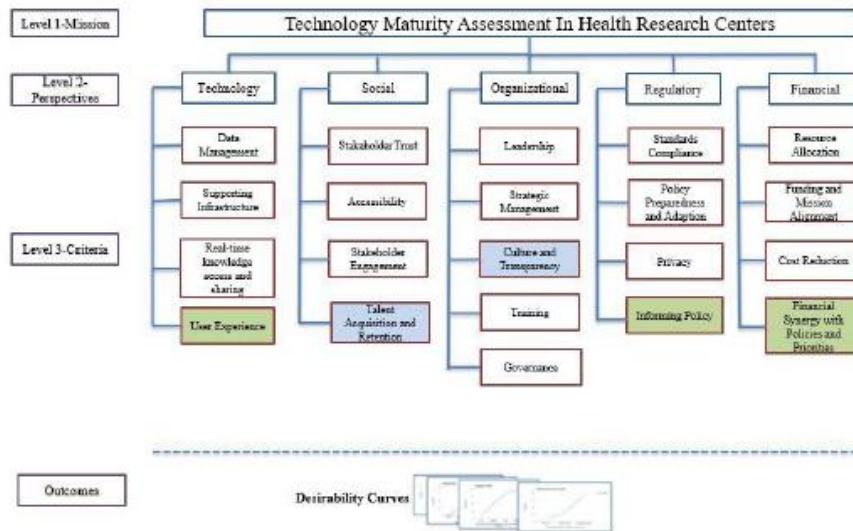 Level 1-Mission
Technology Maturity Assessment In Health Research Centers
Level 2-
Perspectives
Technology
Social
Organizational
Regulatory
Financial
Level 3-Criteria
Data
Management
Supporting
Infrastructure
Real-time
knowledge
access and
sharing
User Experience
Stakeholder Trust
Accessibility
Stakeholder
Engagement
Talent
Acquisition and
Retention
Leadership
Strategic
Management
Culture and
Transparency
Training
Governance
Standards
Compliance
Policy
Preparedness
and Adaption
Privacy
Informing Policy
Resource
Allocation
Funding and
Mission
Alignment
Cost Reduction
Financial
Synergy with
Policies and
Priorities
Outcomes
Desirability Curves